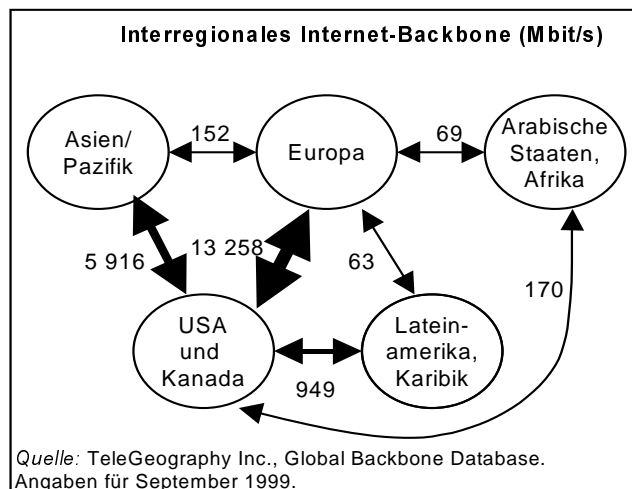 Interregionales Internet-Backbone (Mbit/s)
Asien/
Pazifik
152
Europa
69
Arabische
Staaten,
Afrika
5 916
13 258
63
170
USA
und
Kanada
949
Latein-
amerika,
Karibik
Quelle: TeleGeography Inc., Global Backbone Database.
Angaben für September 1999.